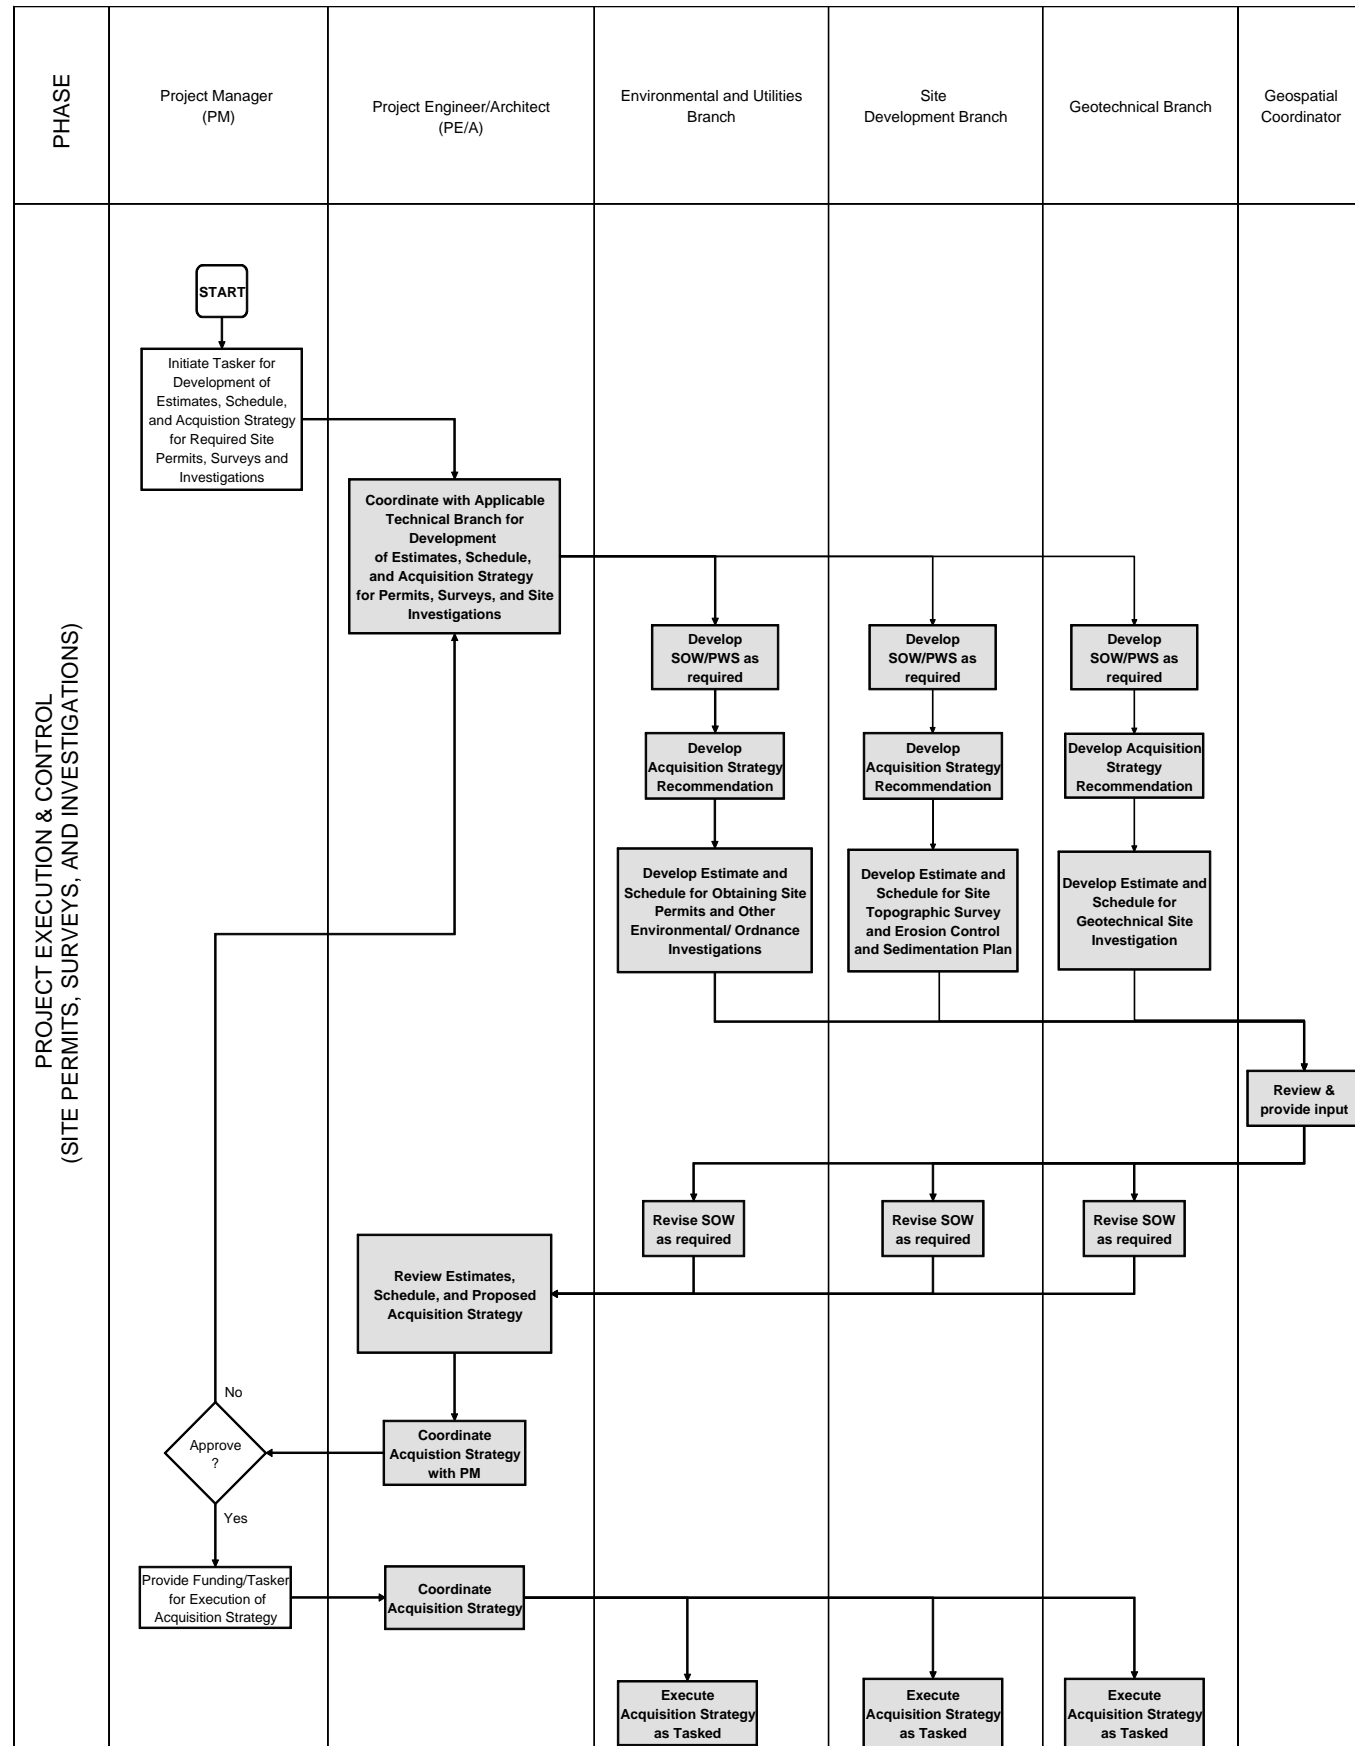 PHASE
Project Manager
(PM)
Project Engineer/Architect
(PE/A)
Environmental and Utilities
Branch
Site
Development Branch
Geotechnical Branch
Geospatial
Coordinator
PROJECT EXECUTION & CONTROL
(SITE PERMITS, SURVEYS, AND INVESTIGATIONS)
START
Initiate Tasker for
Development of
Estimates, Schedule,
and Acquistion Strategy
for Required Site
Permits, Surveys and
Investigations
Coordinate with Applicable
Technical Branch for
Development
of Estimates, Schedule,
and Acquisition Strategy
for Permits, Surveys, and Site
Investigations
Develop
SOW/PWS as
required
Develop
SOW/PWS as
required
Develop
SOW/PWS as
required
Develop
Acquisition Strategy
Recommendation
Develop
Acquisition Strategy
Recommendation
Develop Acquisition
Strategy
Recommendation
Develop Estimate and
Schedule for Obtaining Site
Permits and Other
Environmental/ Ordnance
Investigations
Develop Estimate and
Schedule for Site
Topographic Survey
and Erosion Control
and Sedimentation Plan
Develop Estimate and
Schedule for
Geotechnical Site
Investigation
Review &
provide input
Revise SOW
as required
Revise SOW
as required
Revise SOW
as required
Review Estimates,
Schedule, and Proposed
Acquisition Strategy
No
Approve
?
Coordinate
Acquistion Strategy
with PM
Yes
Provide Funding/Tasker
for Execution of
Acquisition Strategy
Coordinate
Acquisition Strategy
Execute
Acquisition Strategy
as Tasked
Execute
Acquisition Strategy
as Tasked
Execute
Acquisition Strategy
as Tasked